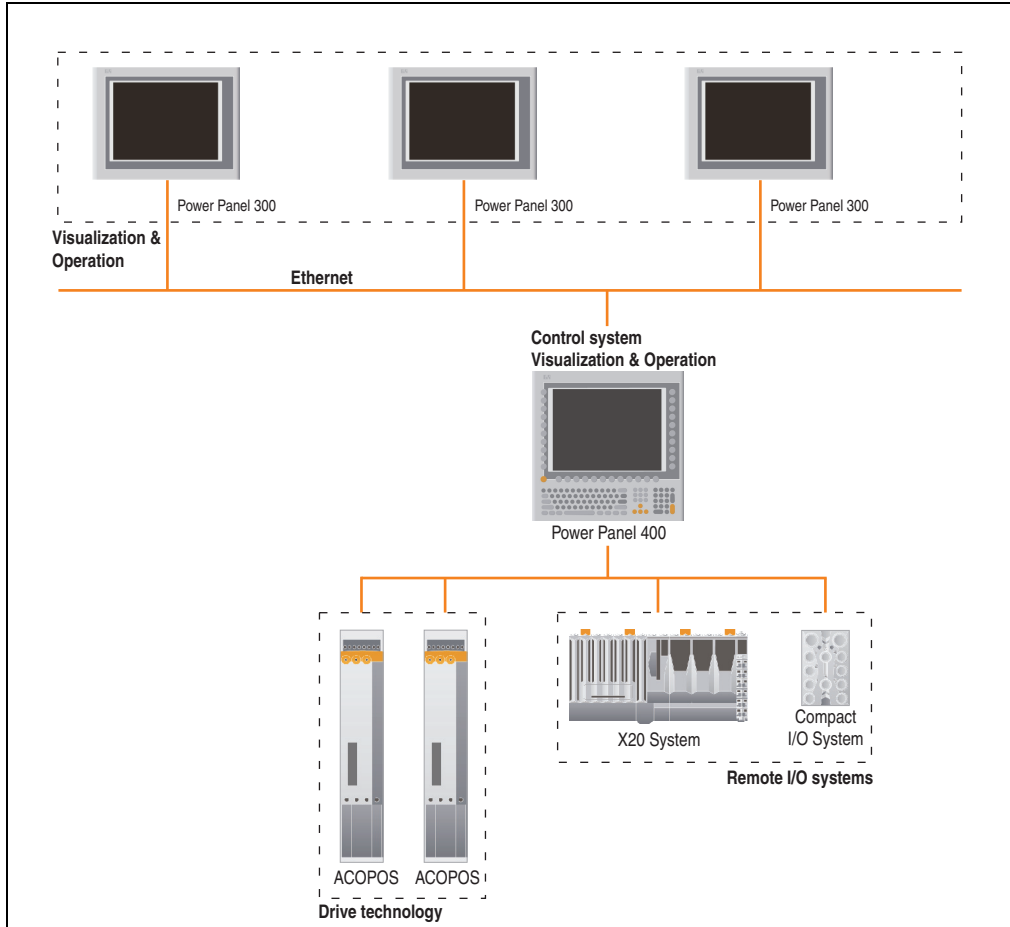 Power Panel 300
Power Panel 300
Power Panel 300
Visualization &
Operation
Ethernet
Control system
Visualization & Operation
Power Panel 400
X20 System
Compact
I/O System
Remote I/O systems
ACOPOS
ACOPOS
Drive technology